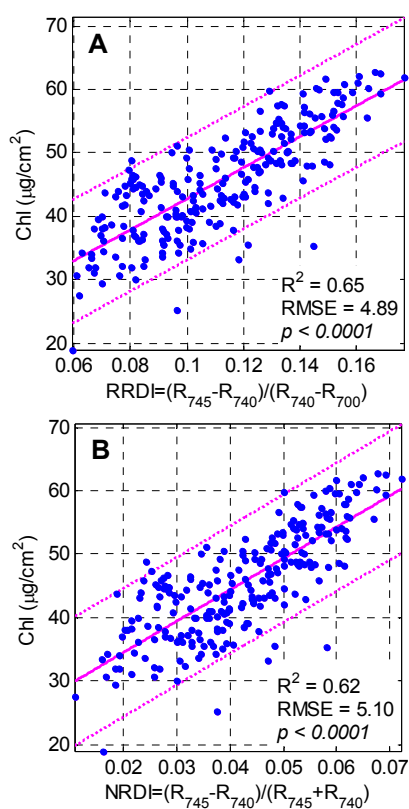 70
A
60
50
Chl (μg/cm²)
40
30
R² = 0.65
RMSE = 4.89
p < 0.0001
20
0.06 0.08 0.1 0.12 0.14 0.16
RRDI=(R₇₄₅-R₇₄₀)/(R₇₄₀-R₇₀₀)
70
B
60
50
Chl (μg/cm²)
40
30
R² = 0.62
RMSE = 5.10
p < 0.0001
20
0.02 0.03 0.04 0.05 0.06 0.07
NRDI=(R₇₄₅-R₇₄₀)/(R₇₄₅+R₇₄₀)